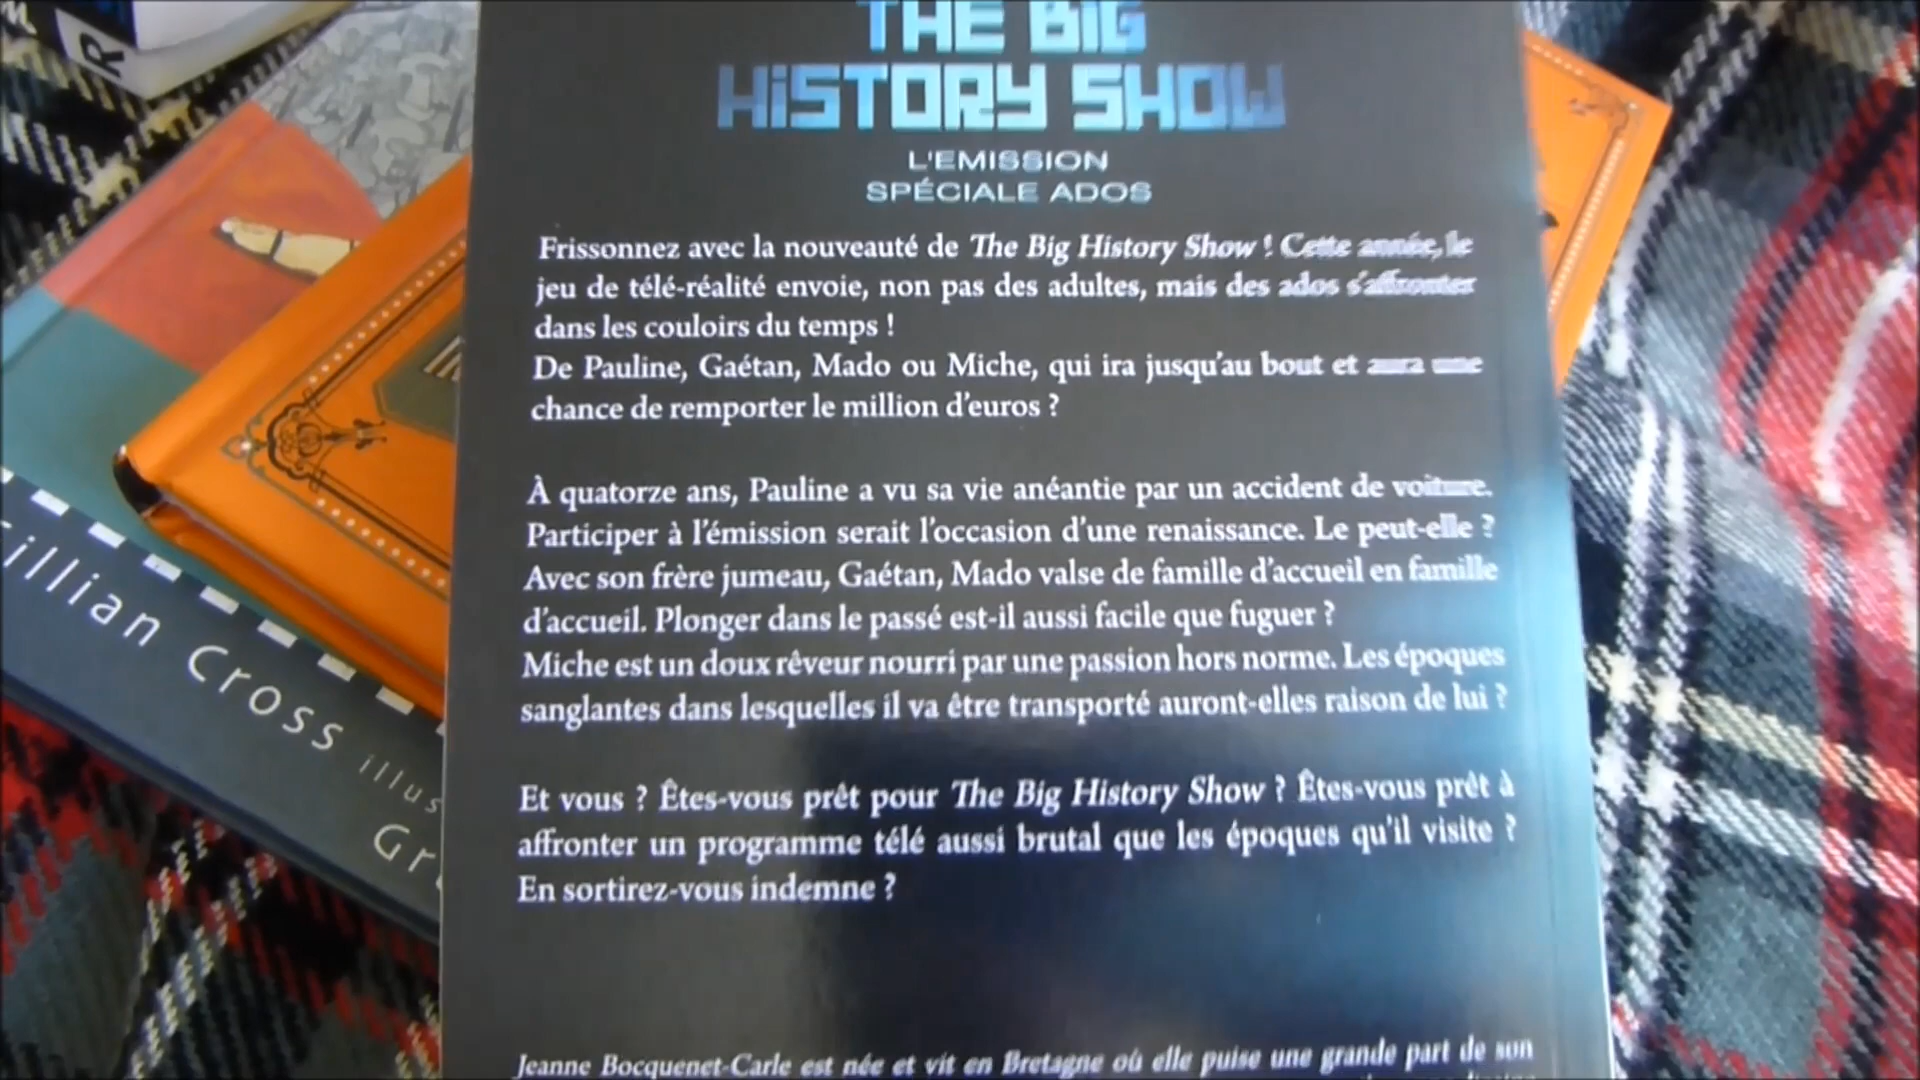 R
THE BiG
HiSTORY SHOW
L'EMISSION
SPÉCIALE ADOS
Frissonnez avec la nouveauté de The Big History Show ! Cette année, le
jeu de télé-réalité envoie, non pas des adultes, mais des ados s'affronter
dans les couloirs du temps !
De Pauline, Gaétan, Mado ou Miche, qui ira jusqu'au bout et aura une
chance de remporter le million d'euros ?
À quatorze ans, Pauline a vu sa vie anéantie par un accident de voiture.
Participer à l'émission serait l'occasion d'une renaissance. Le peut-elle ?
Avec son frère jumeau, Gaétan, Mado valse de famille d'accueil en famille
d'accueil. Plonger dans le passé est-il aussi facile que fuguer ?
Miche est un doux rêveur nourri par une passion hors norme. Les époques
sanglantes dans lesquelles il va être transporté auront-elles raison de lui ?
Et vous ? Êtes-vous prêt pour The Big History Show ? Êtes-vous prêt à
affronter un programme télé aussi brutal que les époques qu'il visite ?
En sortirez-vous indemne ?
Jeanne Bocquenet-Carle est née et vit en Bretagne où elle puise une grande part de son
illian Cross illus
Gr